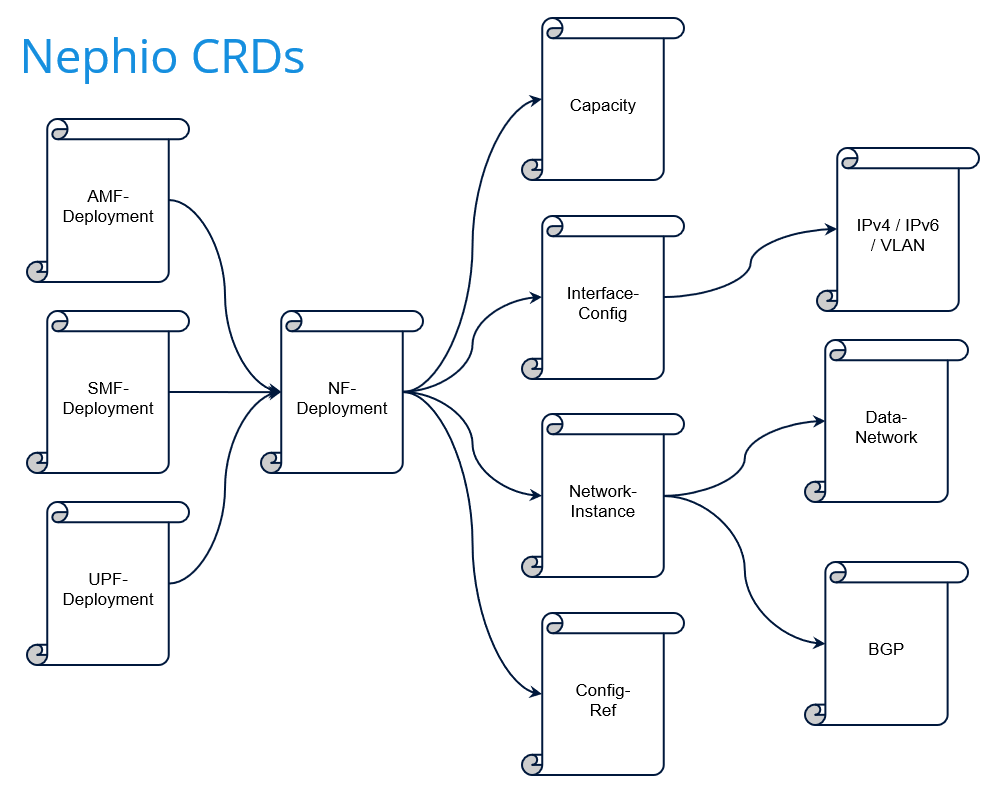 Nephio CRDs
AMF-
Deployment
SMF-
Deployment
UPF-
Deployment
NF-
Deployment
Capacity
Interface-
Config
Network-
Instance
Config-
Ref
IPv4 / IPv6
/ VLAN
Data-
Network
BGP